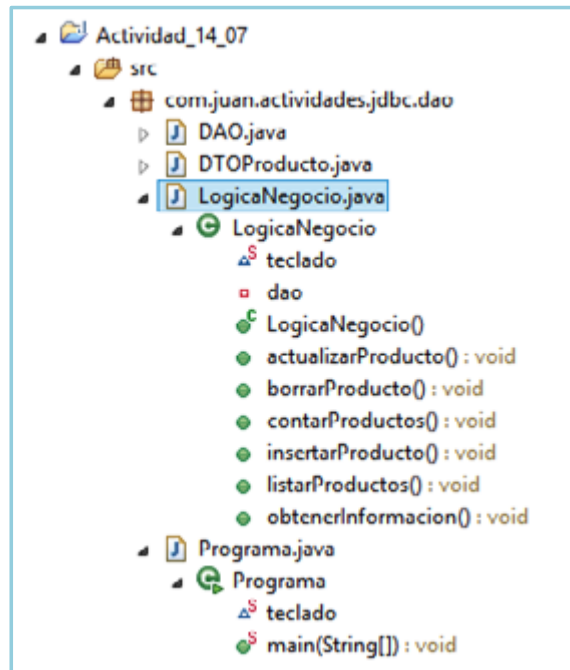 Actividad_14_07
src
com.juan.actividades.jdbc.dao
DAO.java
DTOProducto.java
LogicaNegocio.java
LogicaNegocio
S teclado
dao
C LogicaNegocio()
actualizarProducto() : void
borrarProducto() : void
contarProductos() : void
insertarProducto() : void
listarProductos() : void
obtenerInformacion() : void
Programa.java
Programa
S teclado
S main(String[]) : void